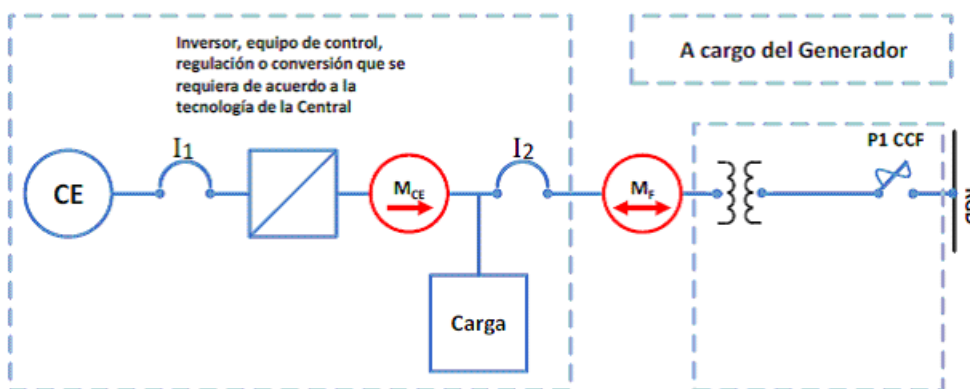 Inversor, equipo de control,
regulación o conversión que se
requiera de acuerdo a la
tecnología de la Central
A cargo del Generador
I1
I2
P1 CCF
CE
MCE
MF
RGD
Carga